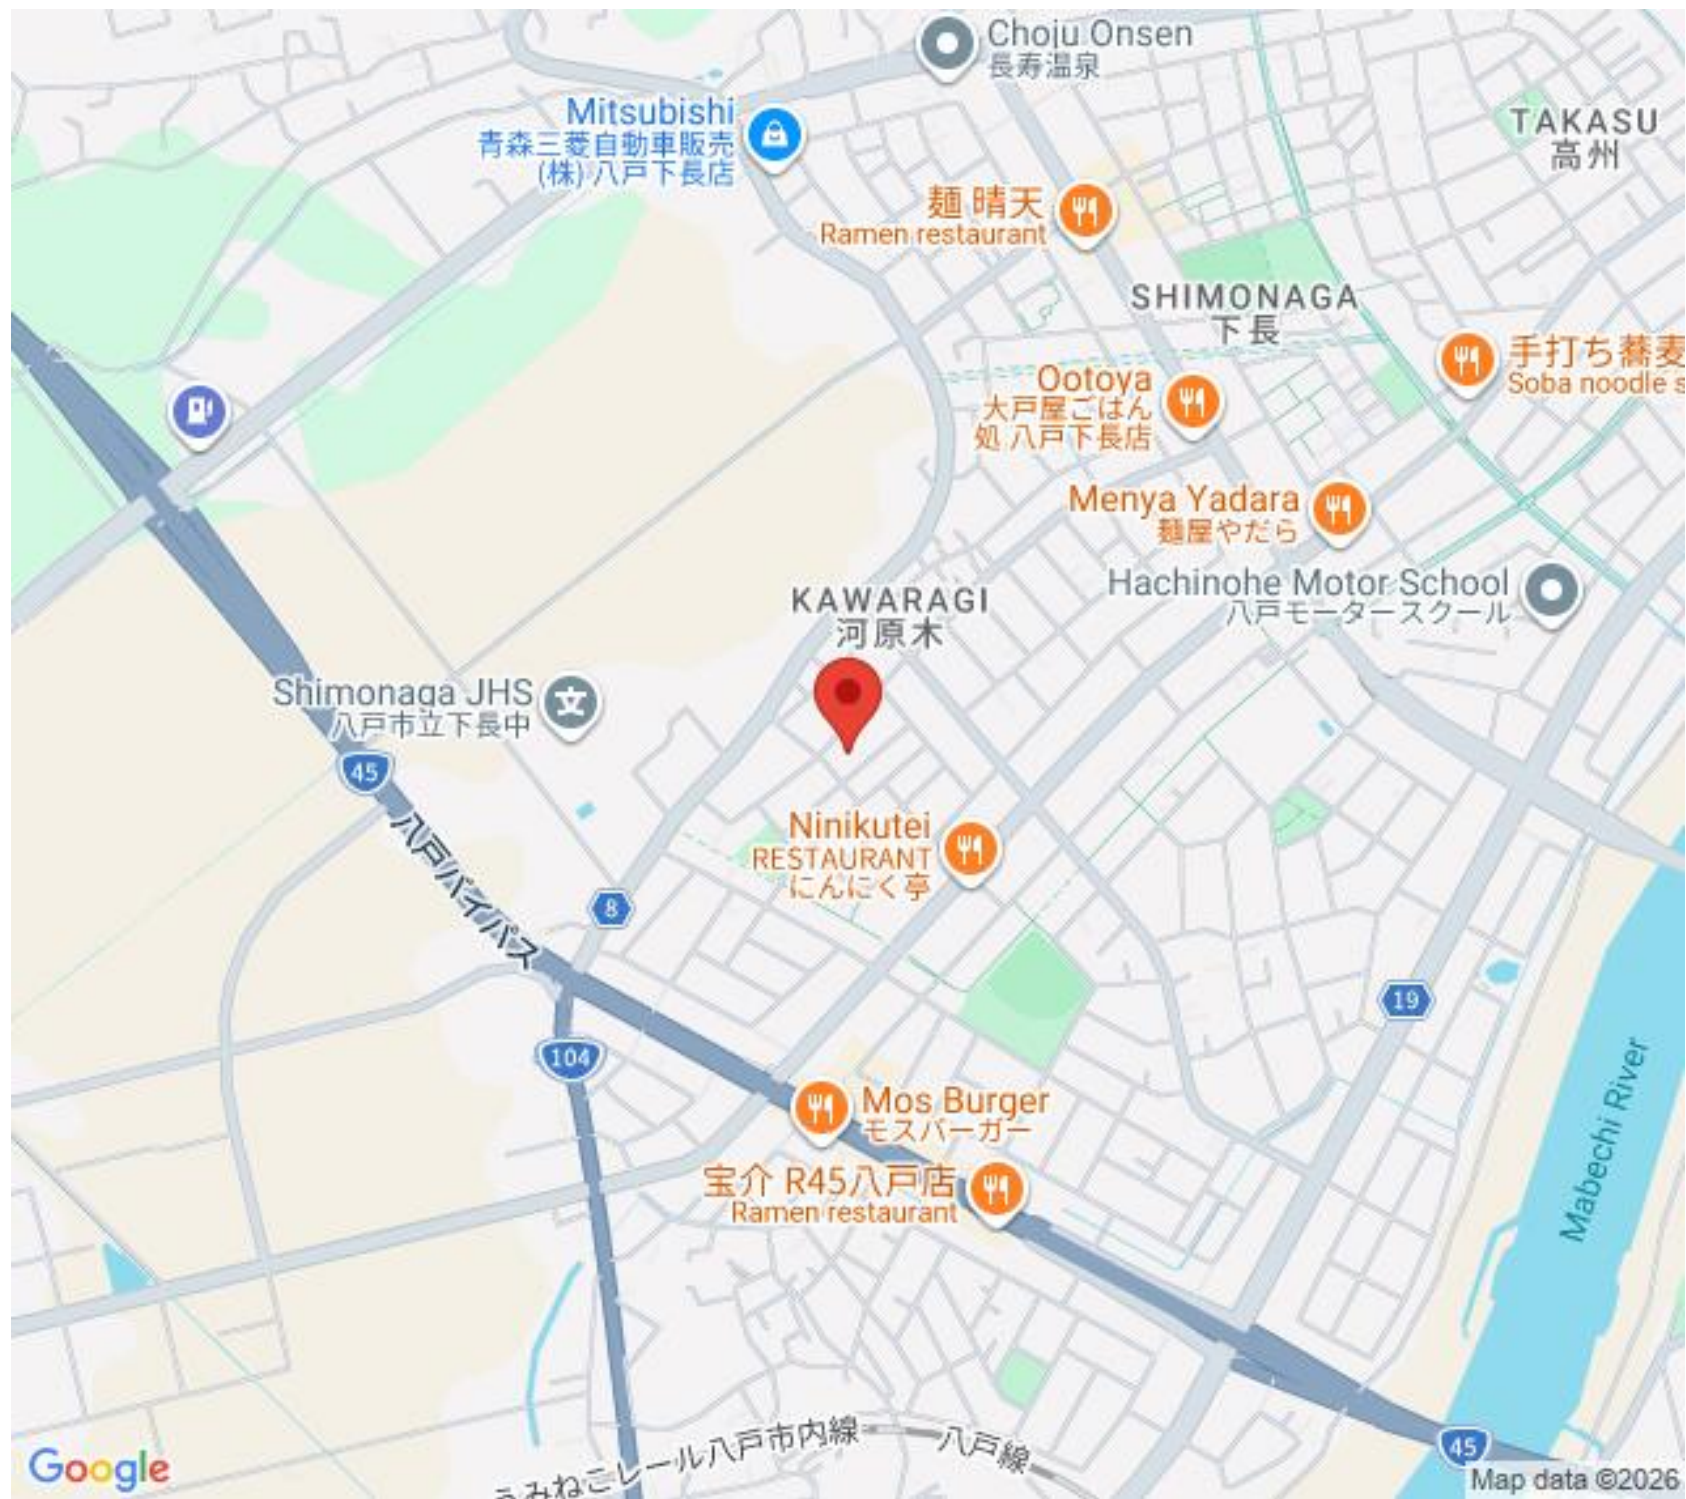 Choju Onsen
長寿温泉
Mitsubishi
青森三菱自動車販売
(株) 八戸下長店
TAKASU
高州
麺 晴天
Ramen restaurant
SHIMONAGA
下長
手打ち蕎麦
Soba noodle s
Ootoya
大戸屋ごはん
処 八戸下長店
Menya Yadara
麺屋やだら
Hachinohe Motor School
八戸モータースクール
KAWARAGI
河原木
Shimonaga JHS
八戸市立下長中
45
八戸バイパス
Ninikutei
RESTAURANT
にんにく亭
8
19
104
Mabechi River
Mos Burger
モスバーガー
宝介 R45八戸店
Ramen restaurant
うみねこレール八戸市内線
八戸線
45
Google
Map data ©2026